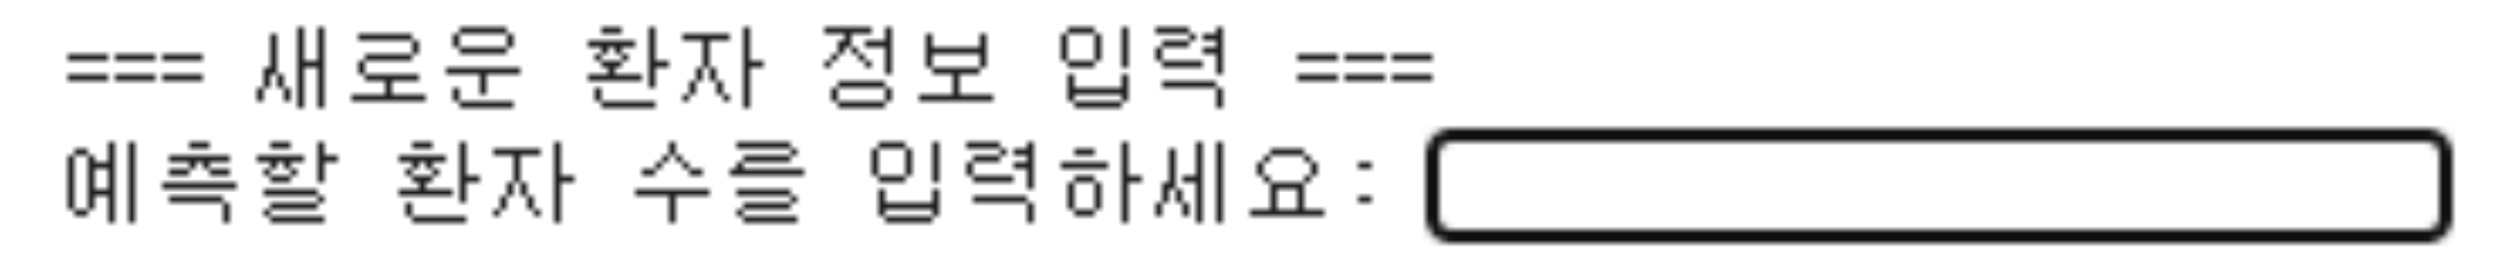 === 새로운 환자 정보 입력 ===
예측할 환자 수를 입력하세요: